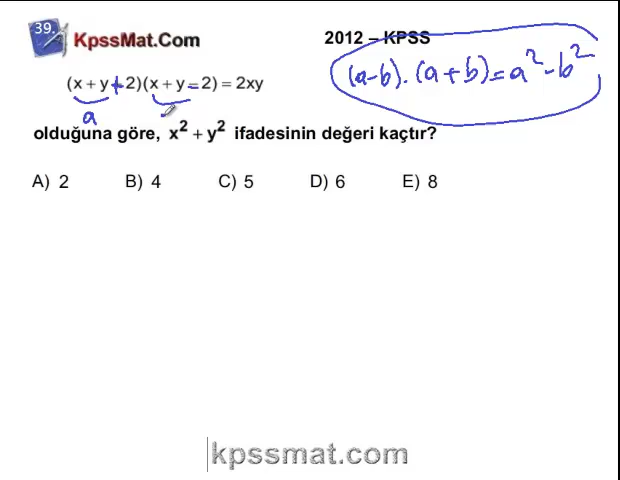 39.
KpssMat.Com
2012 – KPSS
(a-b).(a+b)=a²-b²
(x + y + 2)(x + y – 2) = 2xy
a
olduğuna göre, x² + y² ifadesinin değeri kaçtır?
A) 2 B) 4 C) 5 D) 6 E) 8
kpssmat.com